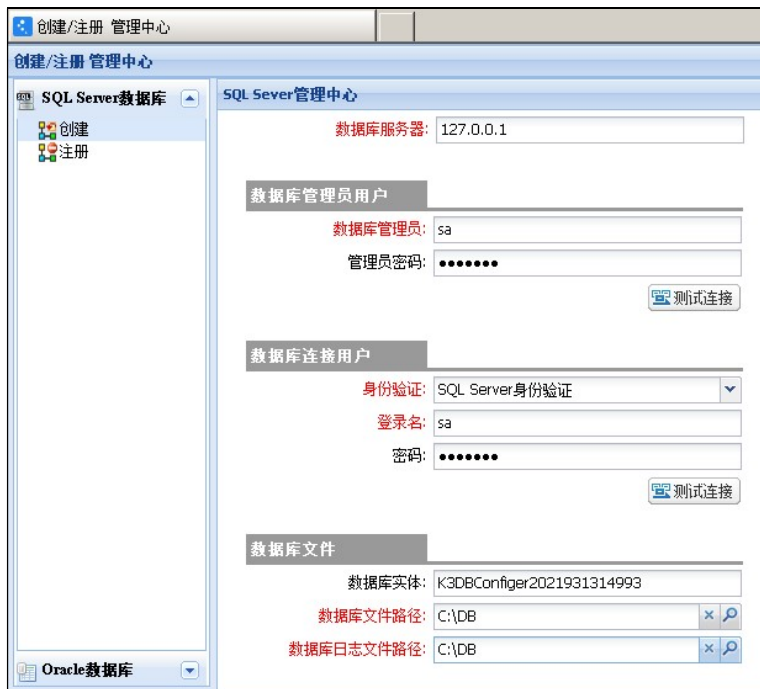 创建/注册 管理中心
创建/注册 管理中心
SQL Server数据库
创建
注册
Oracle数据库
SQL Sever管理中心
数据库服务器: 127.0.0.1
数据库管理员用户
数据库管理员: sa
管理员密码: •••••••
测试连接
数据库连接用户
身份验证: SQL Server身份验证
登录名: sa
密码: •••••••
测试连接
数据库文件
数据库实体: K3DBConfiger2021931314993
数据库文件路径: C:\DB
数据库日志文件路径: C:\DB